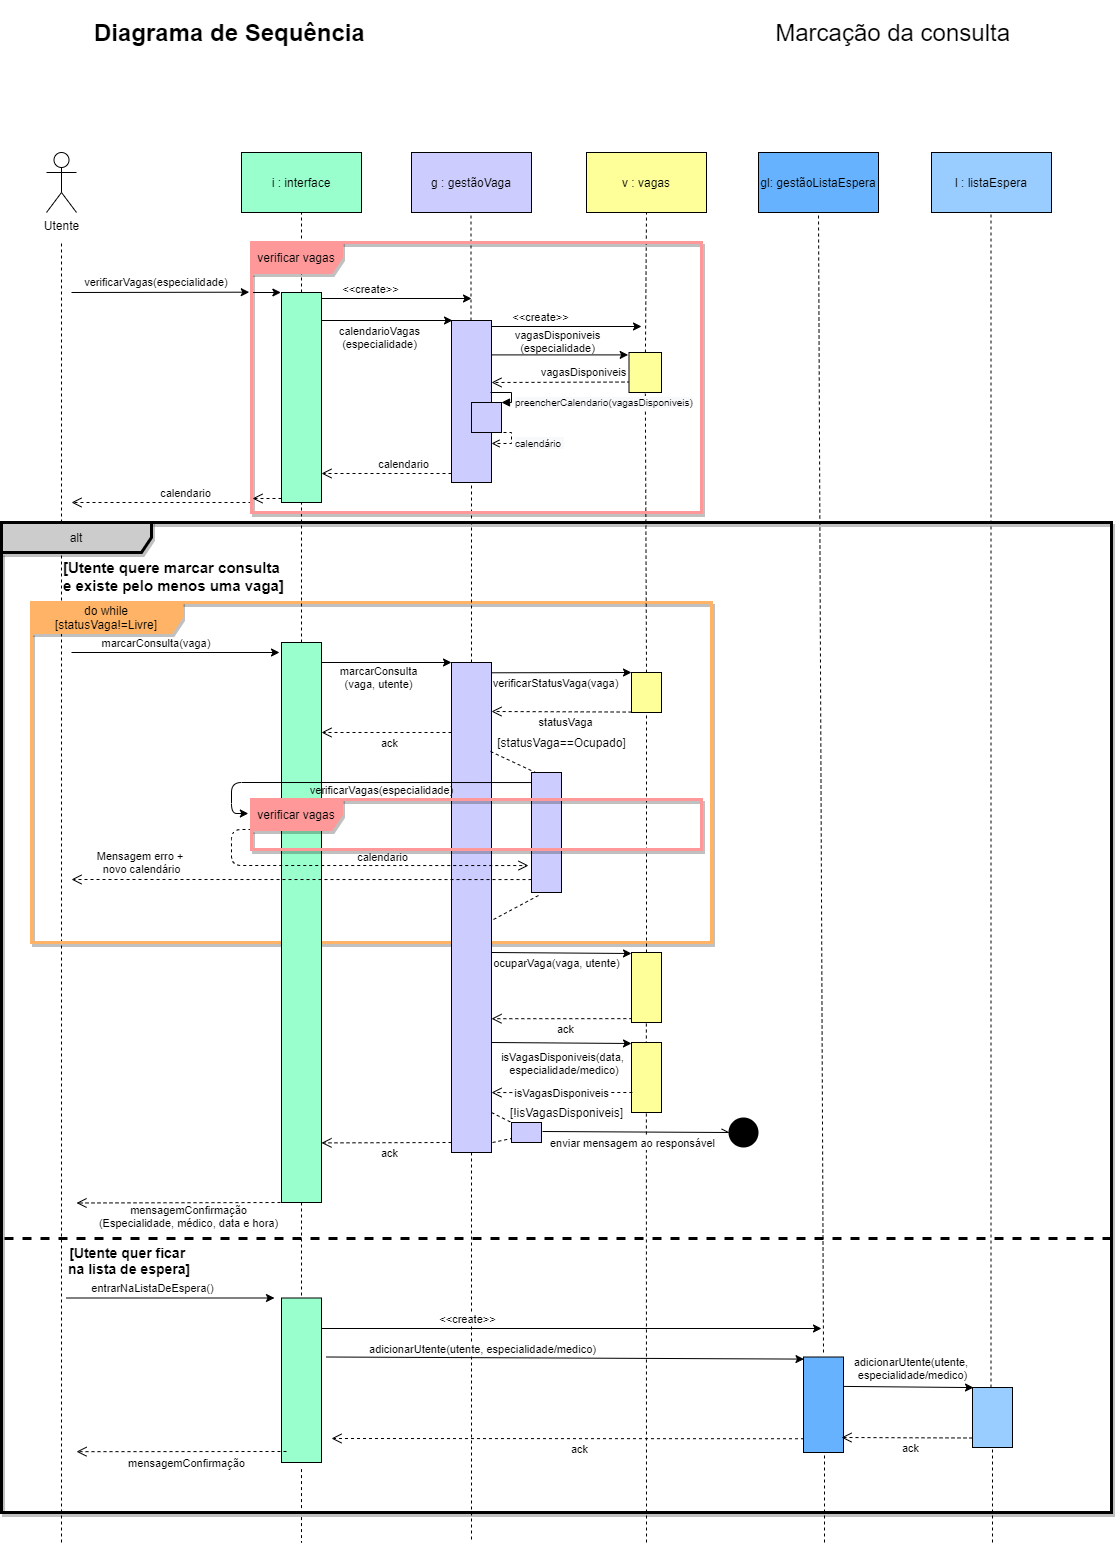 Diagrama de Sequência
Marcação da consulta
i : interface
g : gestãoVaga
v : vagas
gl: gestãoListaEspera
l : listaEspera
Utente
verificar vagas
verificarVagas(especialidade)
<<create>>
<<create>>
calendarioVagas
(especialidade)
vagasDisponiveis
(especialidade)
vagasDisponiveis
preencherCalendario(vagasDisponiveis)
calendário
calendario
calendario
alt
[Utente quere marcar consulta
e existe pelo menos uma vaga]
do while
[statusVaga!=Livre]
marcarConsulta(vaga)
marcarConsulta
(vaga, utente)
verificarStatusVaga(vaga)
statusVaga
ack
[statusVaga==Ocupado]
verificarVagas(especialidade)
verificar vagas
calendario
Mensagem erro +
novo calendário
ocuparVaga(vaga, utente)
ack
isVagasDisponiveis(data,
especialidade/medico)
isVagasDisponiveis
[!isVagasDisponiveis]
enviar mensagem ao responsável
ack
mensagemConfirmação
(Especialidade, médico, data e hora)
[Utente quer ficar
na lista de espera]
entrarNaListaDeEspera()
<<create>>
adicionarUtente(utente, especialidade/medico)
adicionarUtente(utente,
especialidade/medico)
ack
ack
mensagemConfirmação